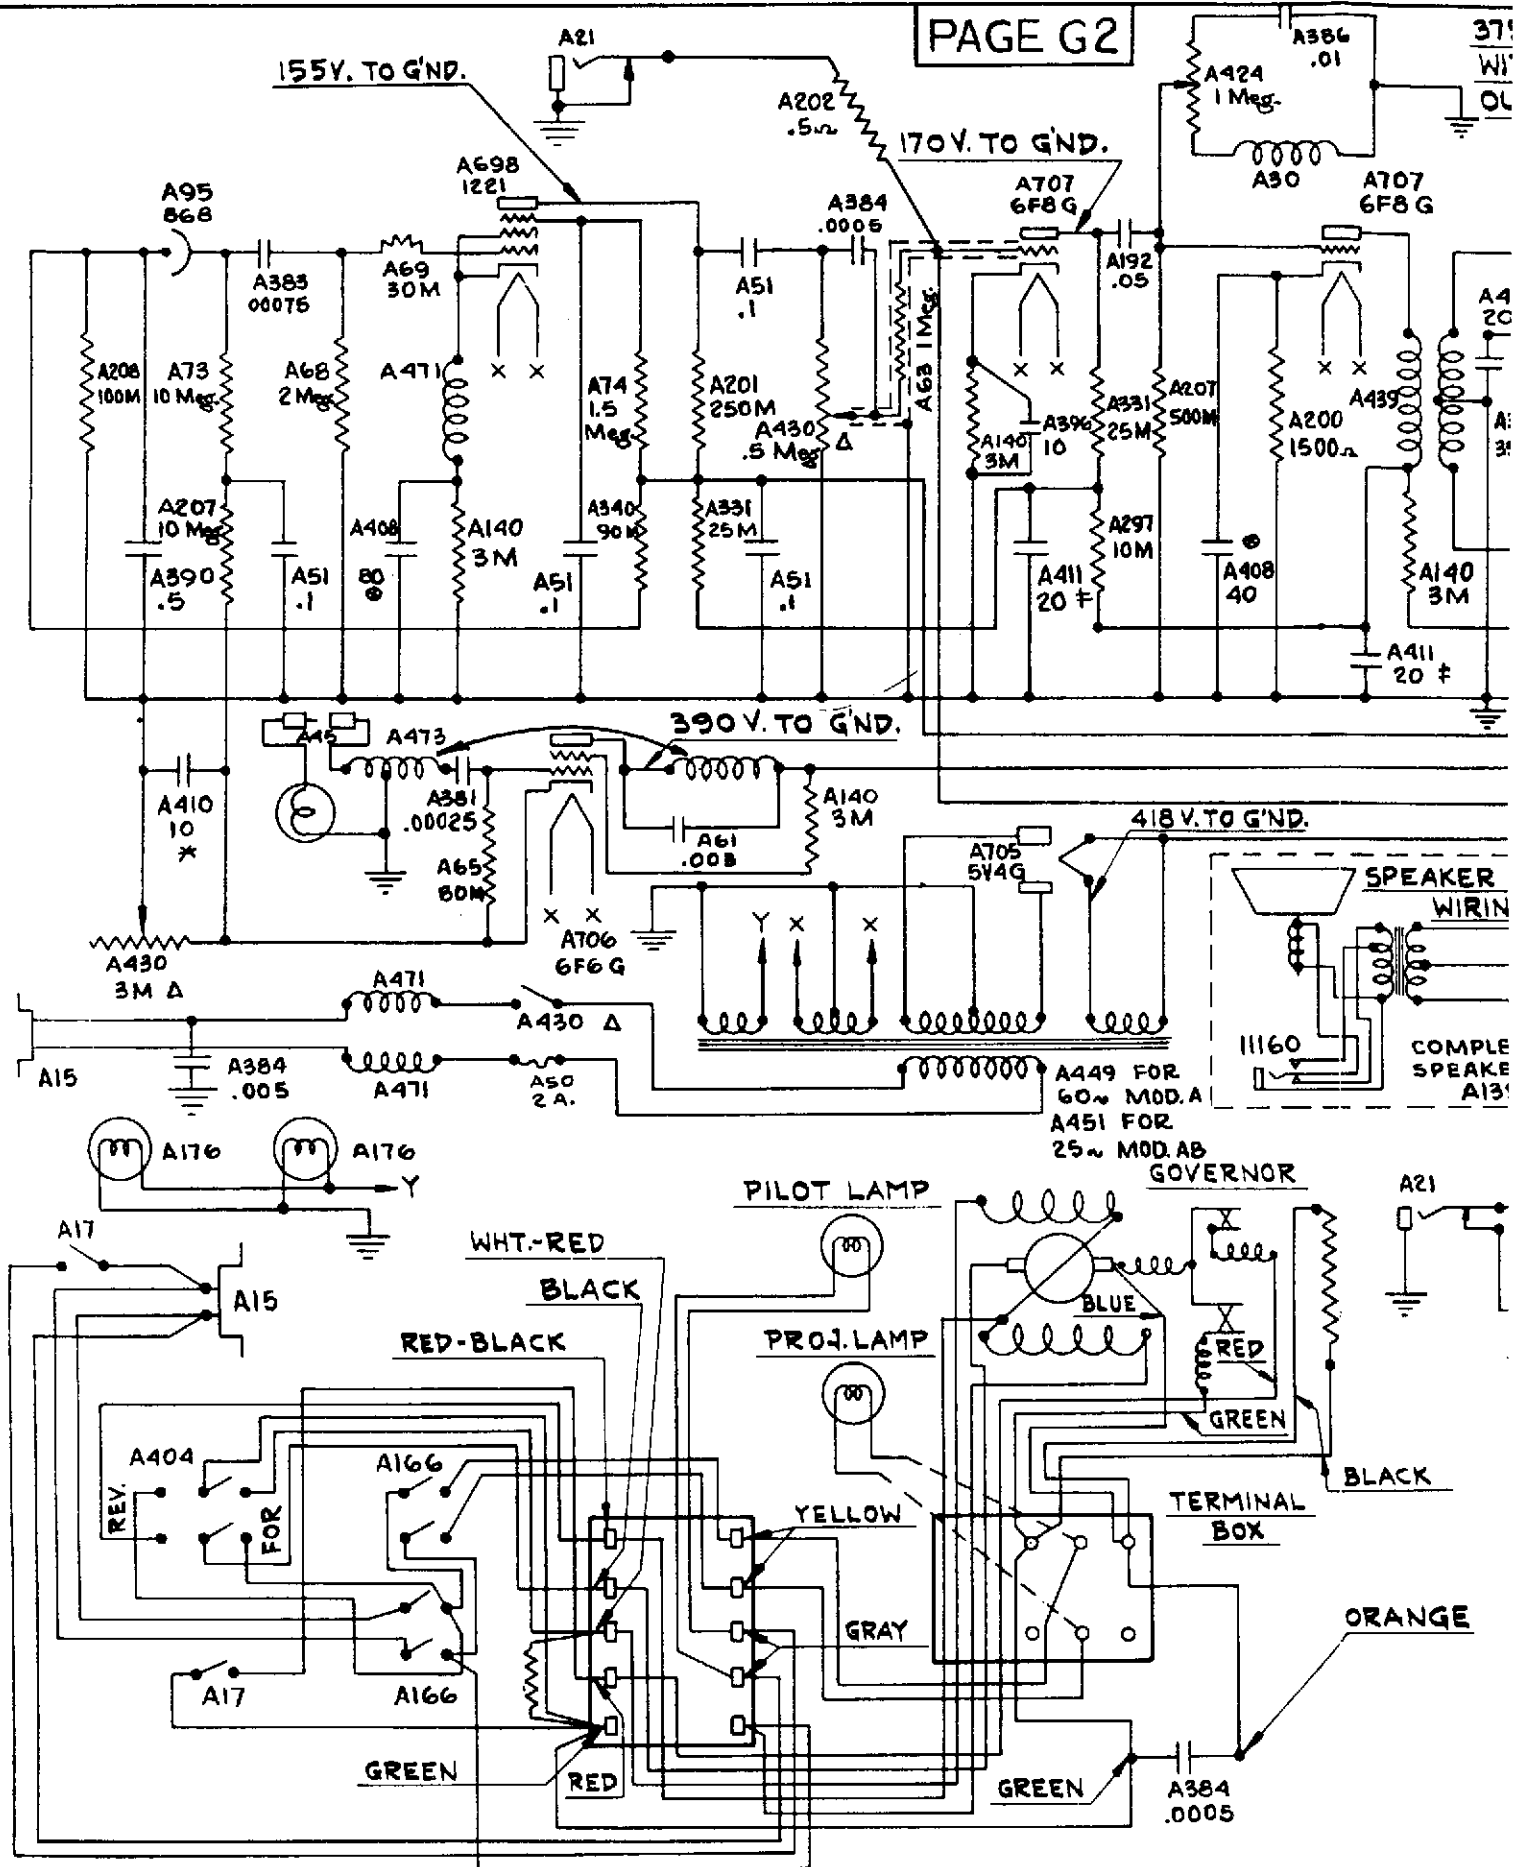 PAGE G2
A21
155V. TO G'ND.
A386
.01
A424
1 Meg.
A202
.5Ω
170V. TO G'ND.
A30
A698
1221
A95
868
A384
.0005
A707
6F8G
A707
6F8G
A383
00075
A69
30M
A51
.1
A192
.05
A63 1 Meg.
A208
100M
A73
10 Meg.
A68
2 Meg.
A471
A74
1.5
Meg.
A201
250M
A430
.5 Meg Δ
A140
3M
A396
10
A331
25M
A207
500M
A200
1500Ω
A439
A207
10 Meg
A390
.5
A51
.1
A408
80
⊗
A140
3M
A51
.1
A340
90M
A331
25M
A51
.1
A411
20 ‡
A297
10M
⊗
A408
40
A140
3M
A411
20 ‡
A45
A473
390 V. TO G'ND.
A410
10
*
A381
.00025
A65
80M
A61
.003
A140
3M
418 V. TO G'ND.
A705
5V4G
SPEAKER
X X
A706
6F6G
Y X X
A430
3M Δ
A471
A430 Δ
A15
A384
.005
A471
A50
2A.
A449 FOR
60~ MOD. A
A451 FOR
25~ MOD. AB
11160
A176
A176
Y
PILOT LAMP
GOVERNOR
A21
A17
WHT.-RED
BLACK
A15
BLUE
RED-BLACK
PROJ. LAMP
RED
GREEN
A404
A166
BLACK
REV.
FOR
YELLOW
TERMINAL
BOX
GRAY
ORANGE
A17
A166
GREEN
RED
GREEN
A384
.0005